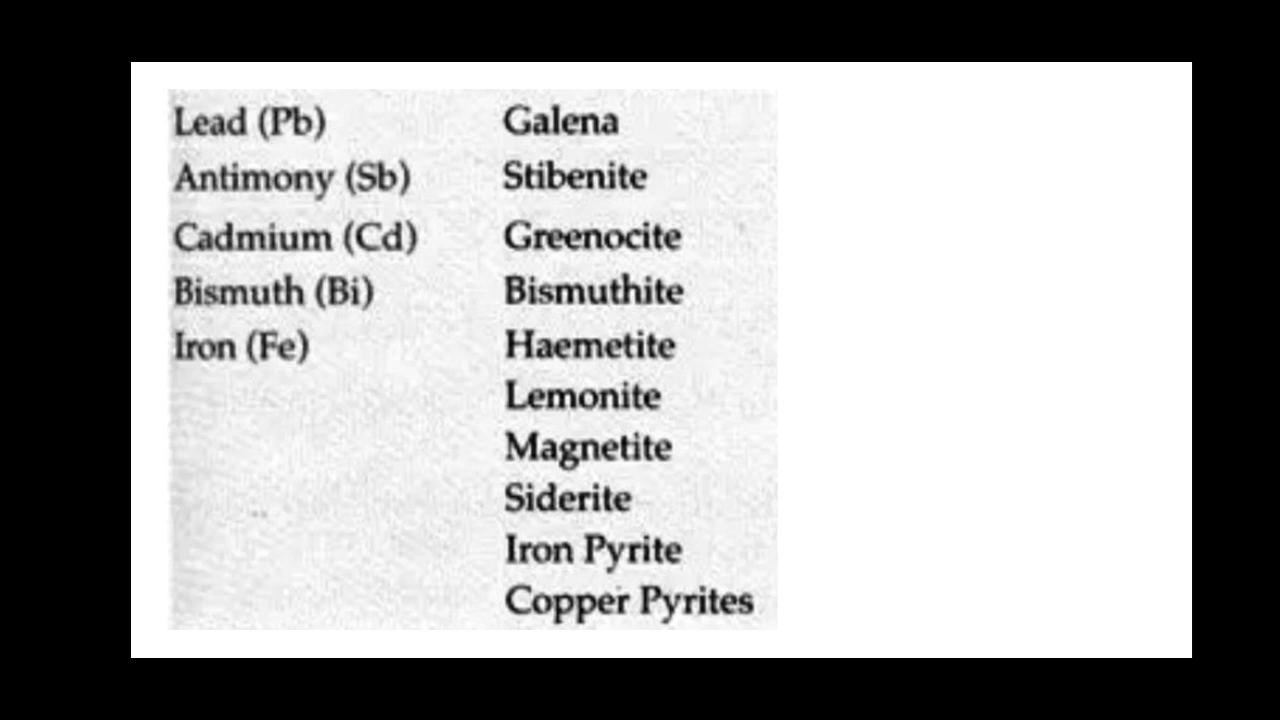 Lead (Pb) Galena
Antimony (Sb) Stibenite
Cadmium (Cd) Greenocite
Bismuth (Bi) Bismuthite
Iron (Fe) Haemetite
Lemonite
Magnetite
Siderite
Iron Pyrite
Copper Pyrites